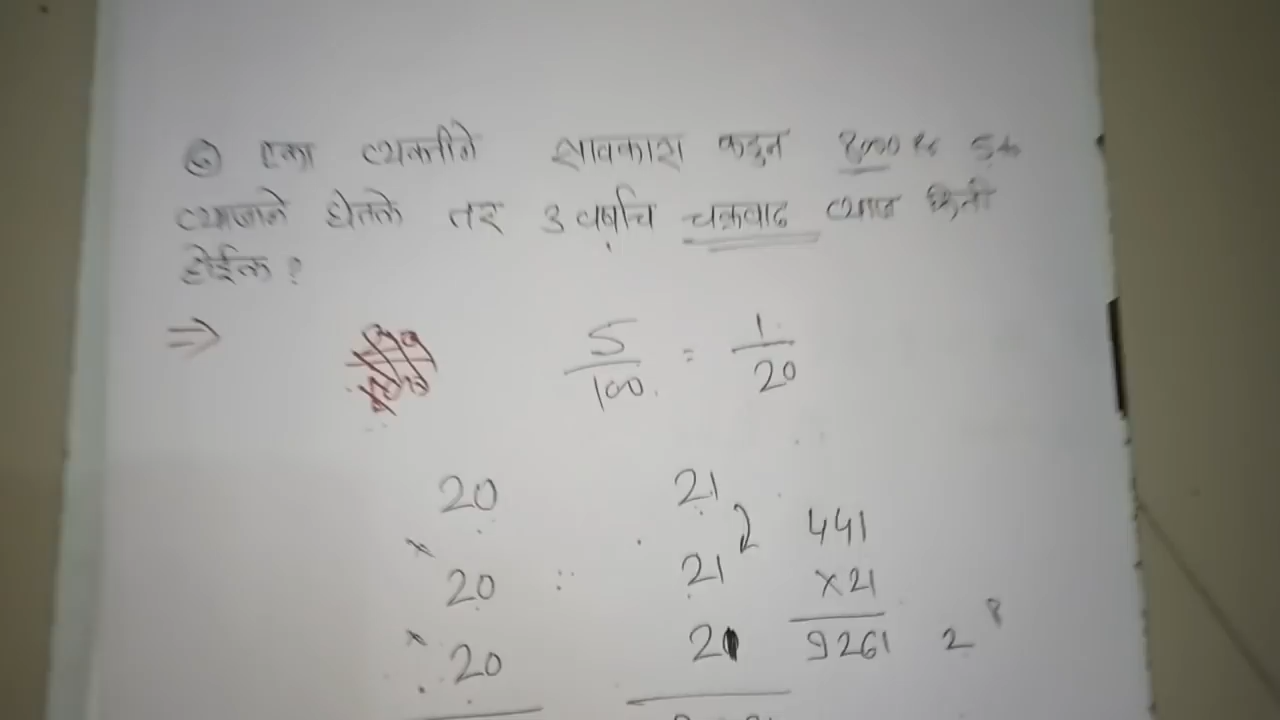 एका व्यक्तीने सावकारा कडुन 8000 रु 5%
व्याजाने घेतले तर 3 वर्षाचे चक्रवाढ व्याज किती
होईल ?
⇒
5/100 = 1/20
20 21
× 20 : 21
× 20 21
441
×21
9261
2